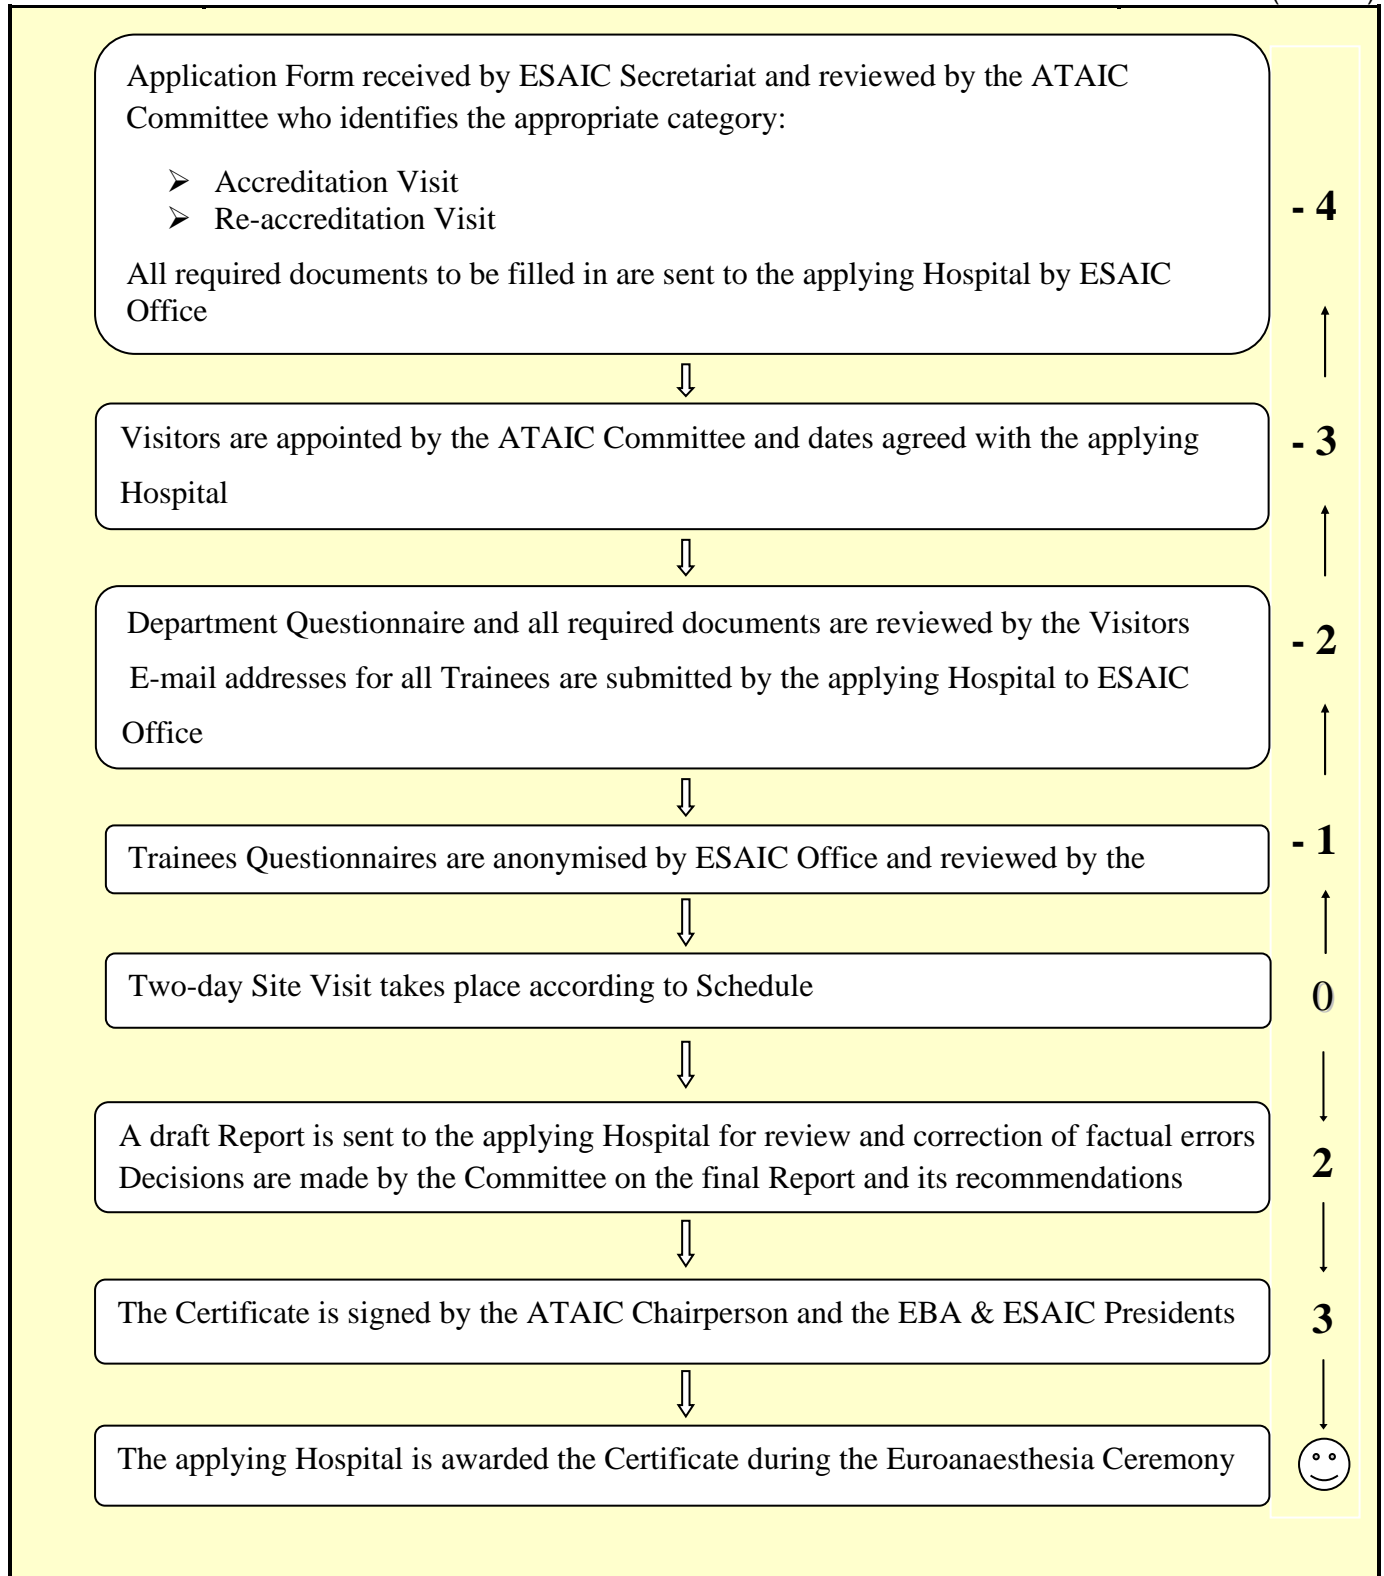 Application Form received by ESAIC Secretariat and reviewed by the ATAIC
Committee who identifies the appropriate category:
➢ Accreditation Visit
➢ Re-accreditation Visit
All required documents to be filled in are sent to the applying Hospital by ESAIC
Office
- 4
Visitors are appointed by the ATAIC Committee and dates agreed with the applying
Hospital
- 3
Department Questionnaire and all required documents are reviewed by the Visitors
E-mail addresses for all Trainees are submitted by the applying Hospital to ESAIC
Office
- 2
Trainees Questionnaires are anonymised by ESAIC Office and reviewed by the
- 1
Two-day Site Visit takes place according to Schedule
0
A draft Report is sent to the applying Hospital for review and correction of factual errors
Decisions are made by the Committee on the final Report and its recommendations
2
The Certificate is signed by the ATAIC Chairperson and the EBA & ESAIC Presidents
3
The applying Hospital is awarded the Certificate during the Euroanaesthesia Ceremony